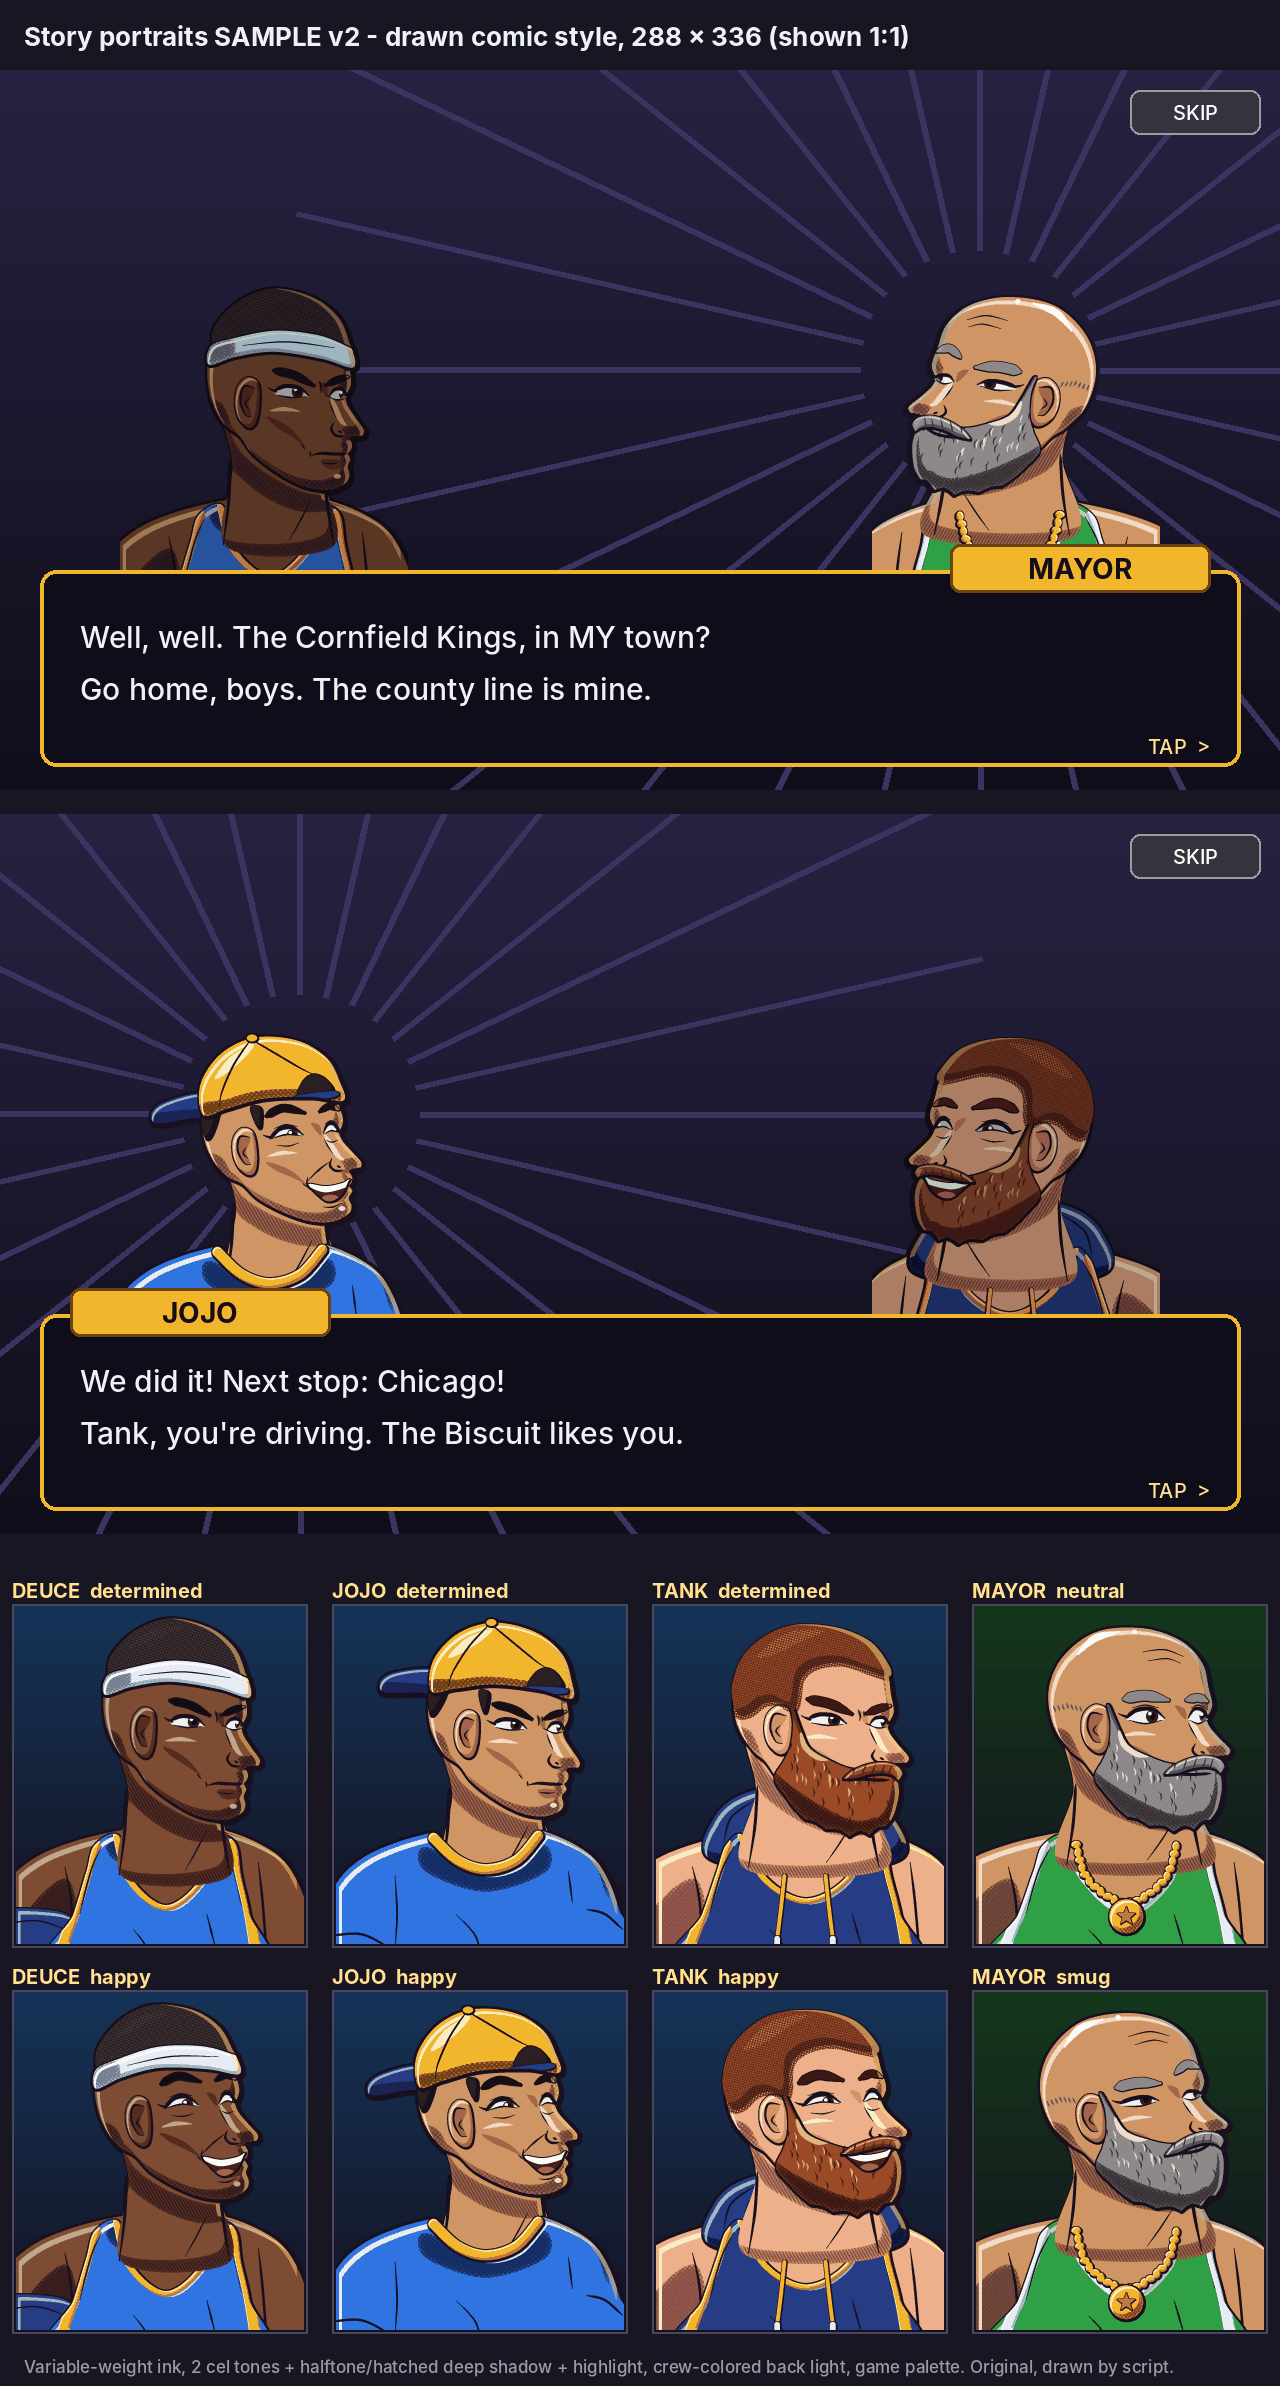 Story portraits SAMPLE v2 - drawn comic style, 288 × 336 (shown 1:1)
SKIP
MAYOR
Well, well. The Cornfield Kings, in MY town?
Go home, boys. The county line is mine.
TAP >
SKIP
JOJO
We did it! Next stop: Chicago!
Tank, you're driving. The Biscuit likes you.
TAP >
DEUCE determined
JOJO determined
TANK determined
MAYOR neutral
DEUCE happy
JOJO happy
TANK happy
MAYOR smug
Variable-weight ink, 2 cel tones + halftone/hatched deep shadow + highlight, crew-colored back light, game palette. Original, drawn by script.